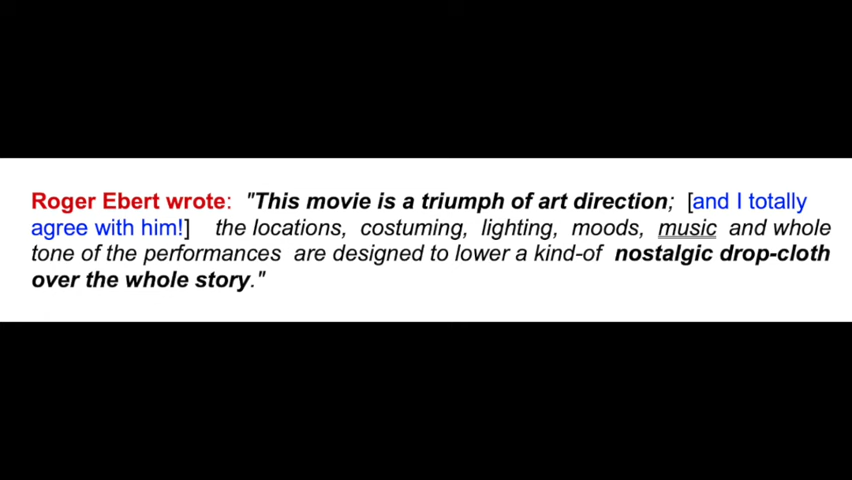 Roger Ebert wrote: "This movie is a triumph of art direction; [and I totally
agree with him!] the locations, costuming, lighting, moods, music and whole
tone of the performances are designed to lower a kind-of nostalgic drop-cloth
over the whole story."